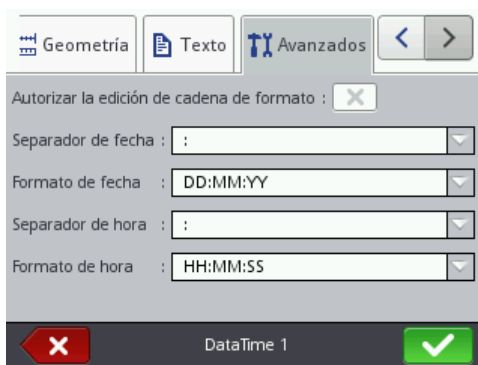 Geometría Texto Avanzados
Autorizar la edición de cadena de formato :
Separador de fecha : :
Formato de fecha : DD:MM:YY
Separador de hora : :
Formato de hora : HH:MM:SS
DataTime 1